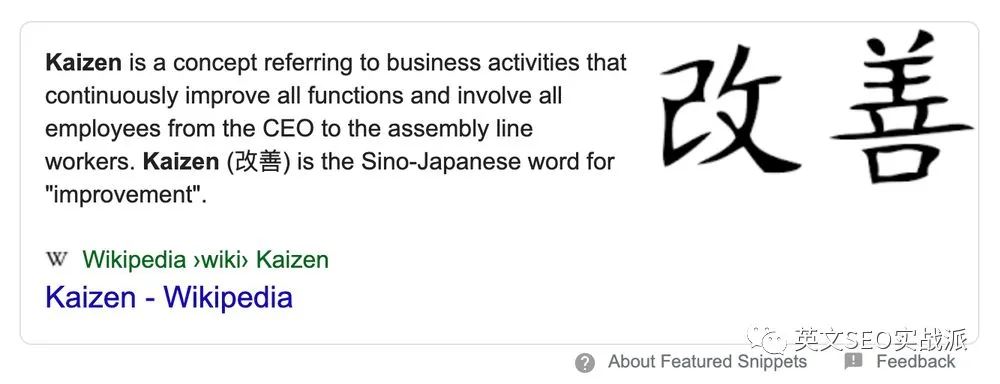 Kaizen is a concept referring to business activities that
continuously improve all functions and involve all
employees from the CEO to the assembly line
workers. Kaizen (改善) is the Sino-Japanese word for
"improvement".
改善
W Wikipedia ›wiki› Kaizen
Kaizen - Wikipedia
英文SEO实战派
About Featured Snippets
Feedback